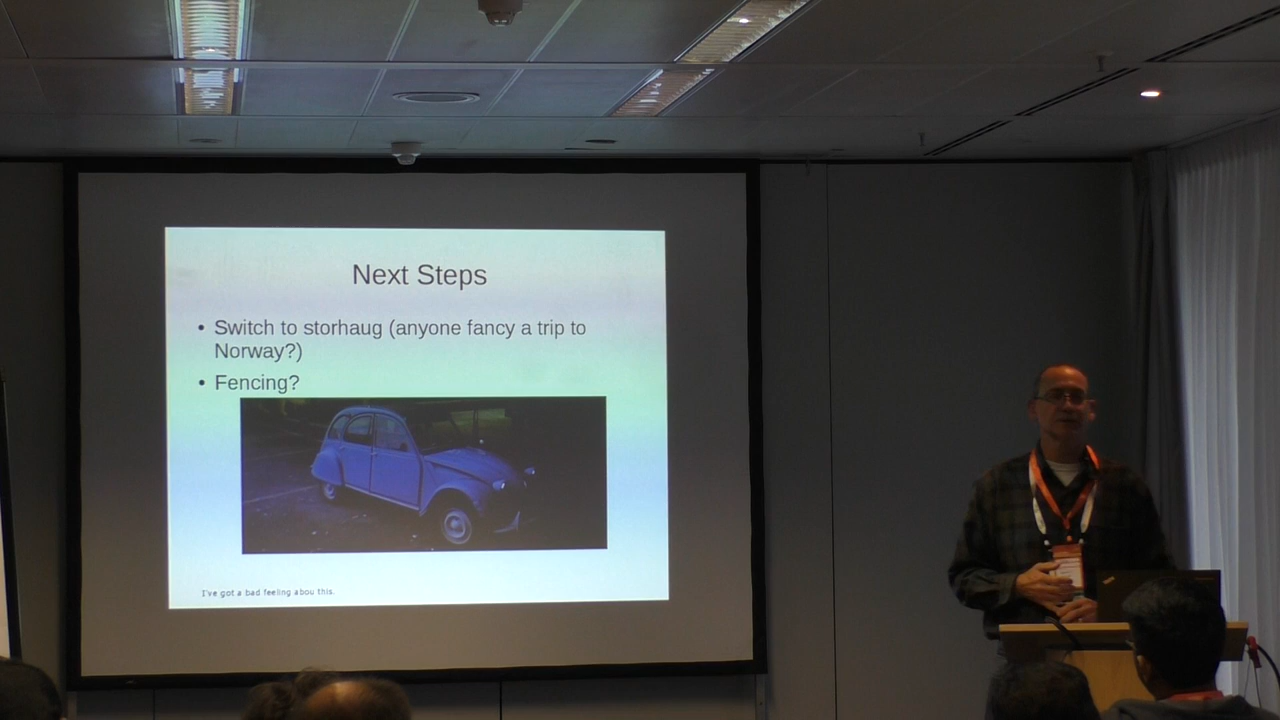 Next Steps
• Switch to storhaug (anyone fancy a trip to
Norway?)
• Fencing?
I've got a bad feeling abou this.